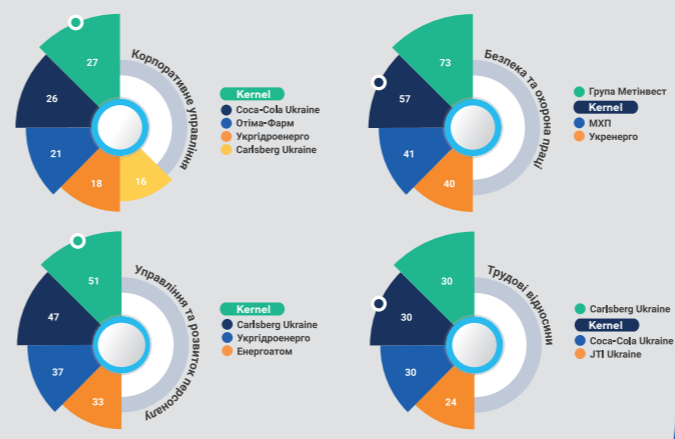 27
26
21
18
16
Корпоративне управління
Kernel
Coca-Cola Ukraine
Отіма-Фарм
Укргідроенерго
Carlsberg Ukraine
73
57
41
40
Безпека та охорона праці
Група Метінвест
Kernel
МХП
Укренерго
51
47
37
33
Управління та розвиток персоналу
Kernel
Carlsberg Ukraine
Укргідроенерго
Енергоатом
30
30
30
24
Трудові відносини
Carlsberg Ukraine
Kernel
Coca-Cola Ukraine
JTI Ukraine